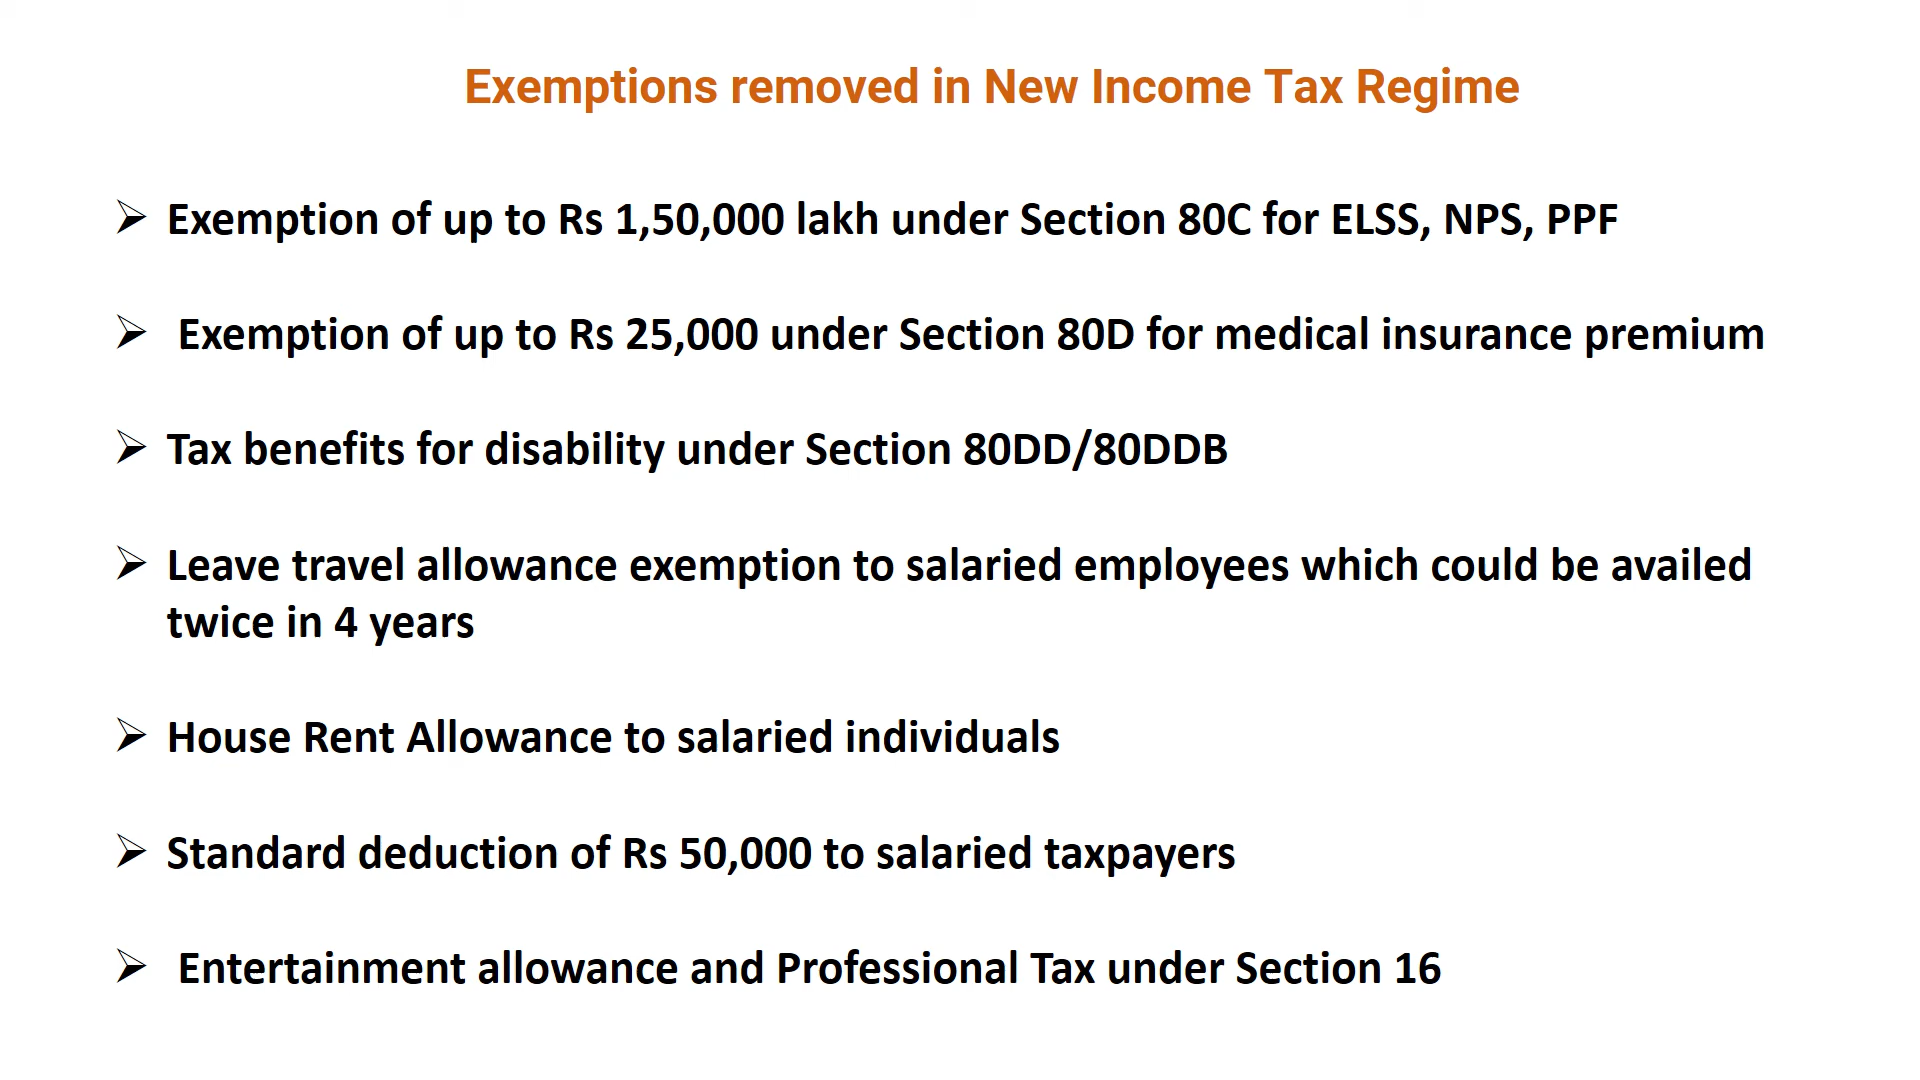 Exemptions removed in New Income Tax Regime
➢ Exemption of up to Rs 1,50,000 lakh under Section 80C for ELSS, NPS, PPF
➢ Exemption of up to Rs 25,000 under Section 80D for medical insurance premium
➢ Tax benefits for disability under Section 80DD/80DDB
➢ Leave travel allowance exemption to salaried employees which could be availed
twice in 4 years
➢ House Rent Allowance to salaried individuals
➢ Standard deduction of Rs 50,000 to salaried taxpayers
➢ Entertainment allowance and Professional Tax under Section 16